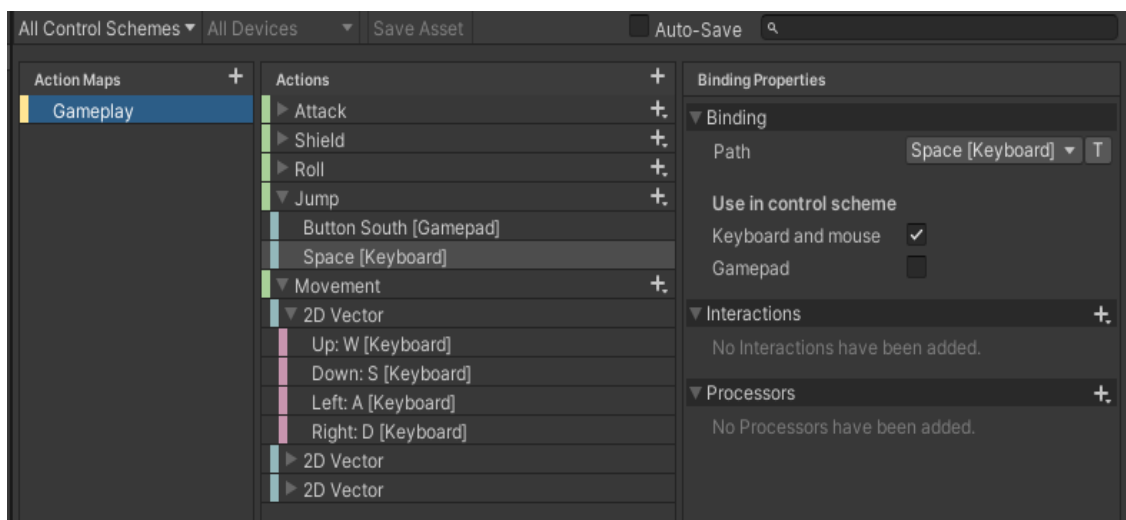 All Control Schemes All Devices Save Asset Auto-Save
Action Maps
Gameplay
Actions
Attack
Shield
Roll
Jump
Button South [Gamepad]
Space [Keyboard]
Movement
2D Vector
Up: W [Keyboard]
Down: S [Keyboard]
Left: A [Keyboard]
Right: D [Keyboard]
2D Vector
2D Vector
Binding Properties
Binding
Path Space [Keyboard] T
Use in control scheme
Keyboard and mouse
Gamepad
Interactions
No Interactions have been added.
Processors
No Processors have been added.